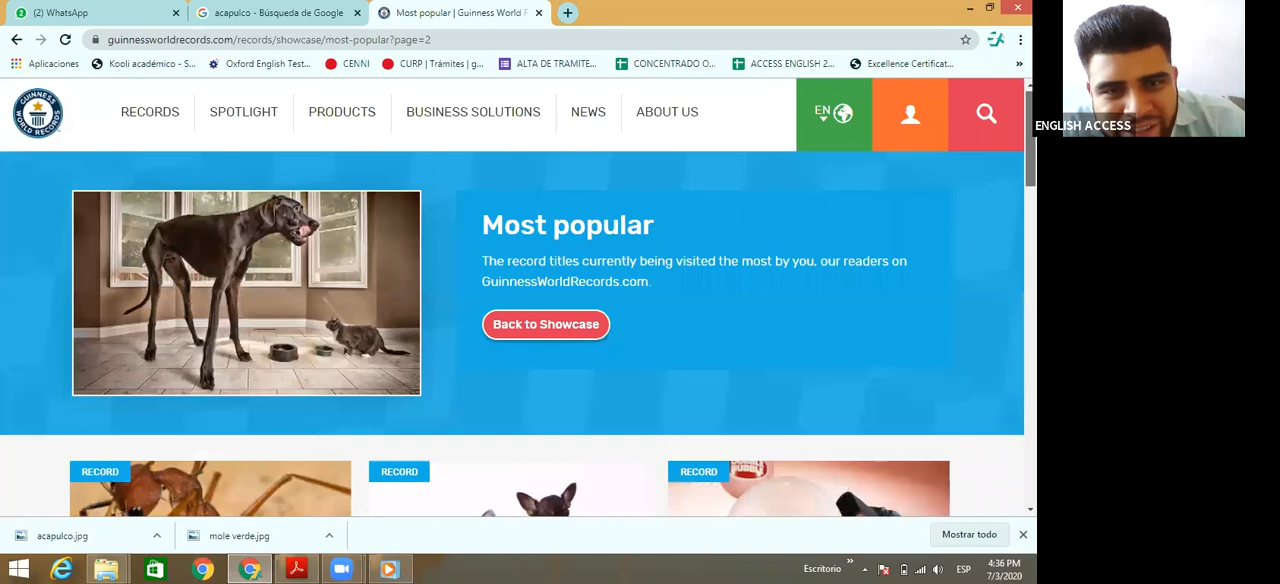 (2) WhatsApp
acapulco - Búsqueda de Google
Most popular | Guinness World R
guinnessworldrecords.com/records/showcase/most-popular?page=2
Aplicaciones
Kooli académico - S...
Oxford English Test...
CENNI
CURP | Trámites | g...
ALTA DE TRAMITE...
CONCENTRADO O...
ACCESS ENGLISH 2...
Excellence Certificat...
»
GUINNESS WORLD RECORDS
RECORDS
SPOTLIGHT
PRODUCTS
BUSINESS SOLUTIONS
NEWS
ABOUT US
EN
ENGLISH ACCESS
Most popular
The record titles currently being visited the most by you, our readers on
GuinnessWorldRecords.com.
Back to Showcase
RECORD
RECORD
RECORD
acapulco.jpg
mole verde.jpg
Mostrar todo
Escritorio
»
ESP
4:36 PM
7/3/2020